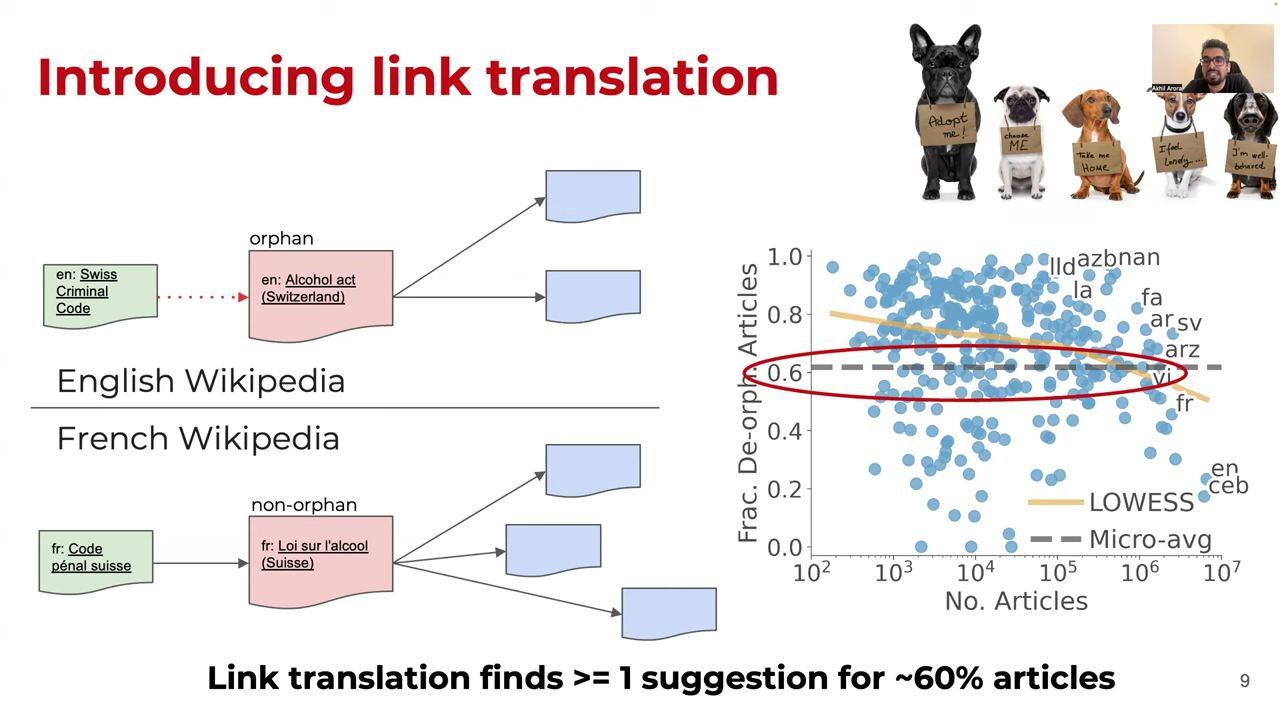 Introducing link translation
Adopt
me!
choose
ME
Take me
HOME
I feel
lonely...
I'm well-
behaved
Akhil Arora
orphan
en: Swiss
Criminal
Code
en: Alcohol act
(Switzerland)
English Wikipedia
French Wikipedia
non-orphan
fr: Code
pénal suisse
fr: Loi sur l'alcool
(Suisse)
Frac. De-orph. Articles
1.0
0.8
0.6
0.4
0.2
0.0
lld
azb
nan
la
fa
ar
sv
arz
vi
fr
en
ceb
LOWESS
Micro-avg
10²
10³
10⁴
10⁵
10⁶
10⁷
No. Articles
Link translation finds >= 1 suggestion for ~60% articles
9